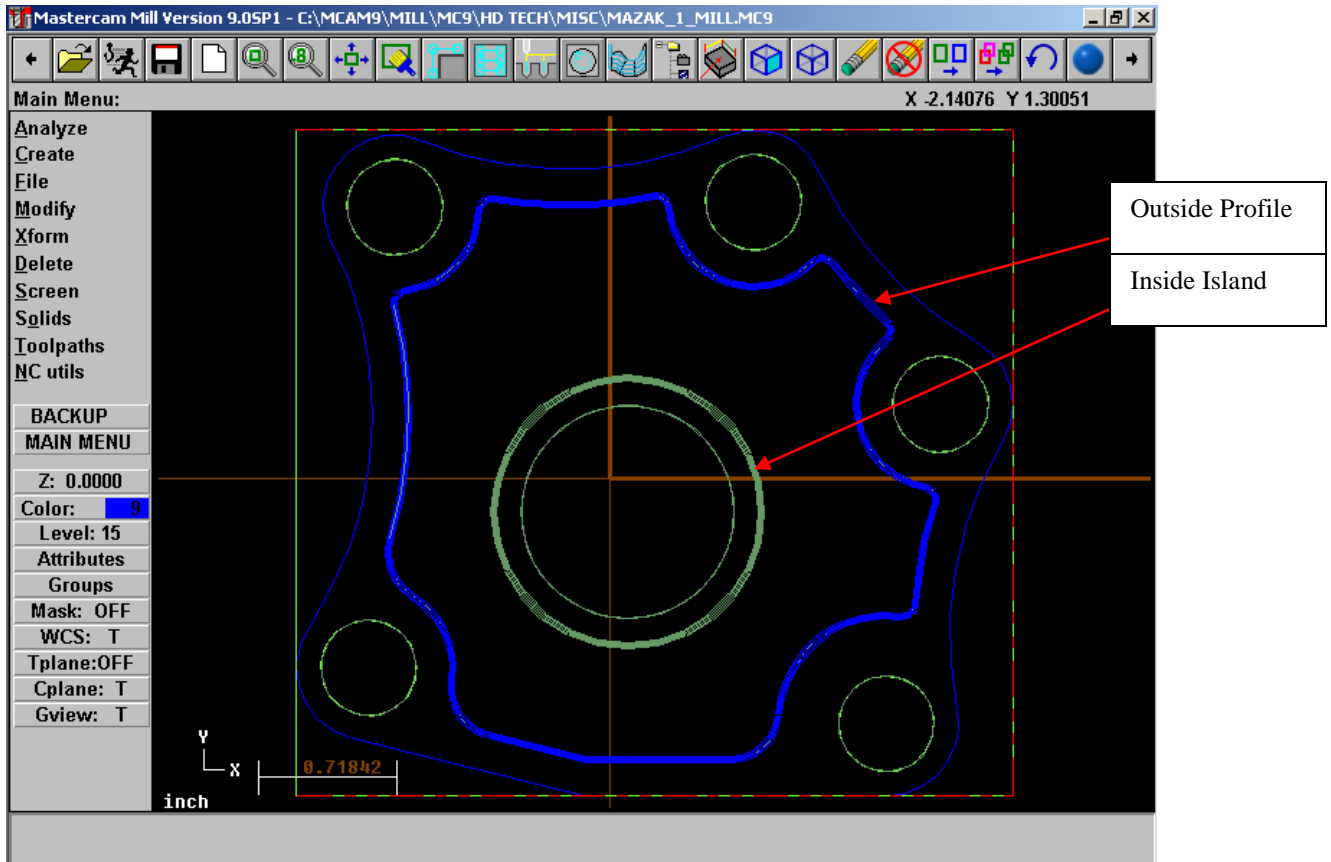 Mastercam Mill Version 9.0SP1 - C:\MCAM9\MILL\MC9\HD TECH\MISC\MAZAK_1_MILL.MC9
Main Menu:
X -2.14076 Y 1.30051
Analyze
Create
File
Modify
Xform
Delete
Screen
Solids
Toolpaths
NC utils
BACKUP
MAIN MENU
Z: 0.0000
Color: 9
Level: 15
Attributes
Groups
Mask: OFF
WCS: T
Tplane:OFF
Cplane: T
Gview: T
Outside Profile
Inside Island
Y
X
0.71842
inch